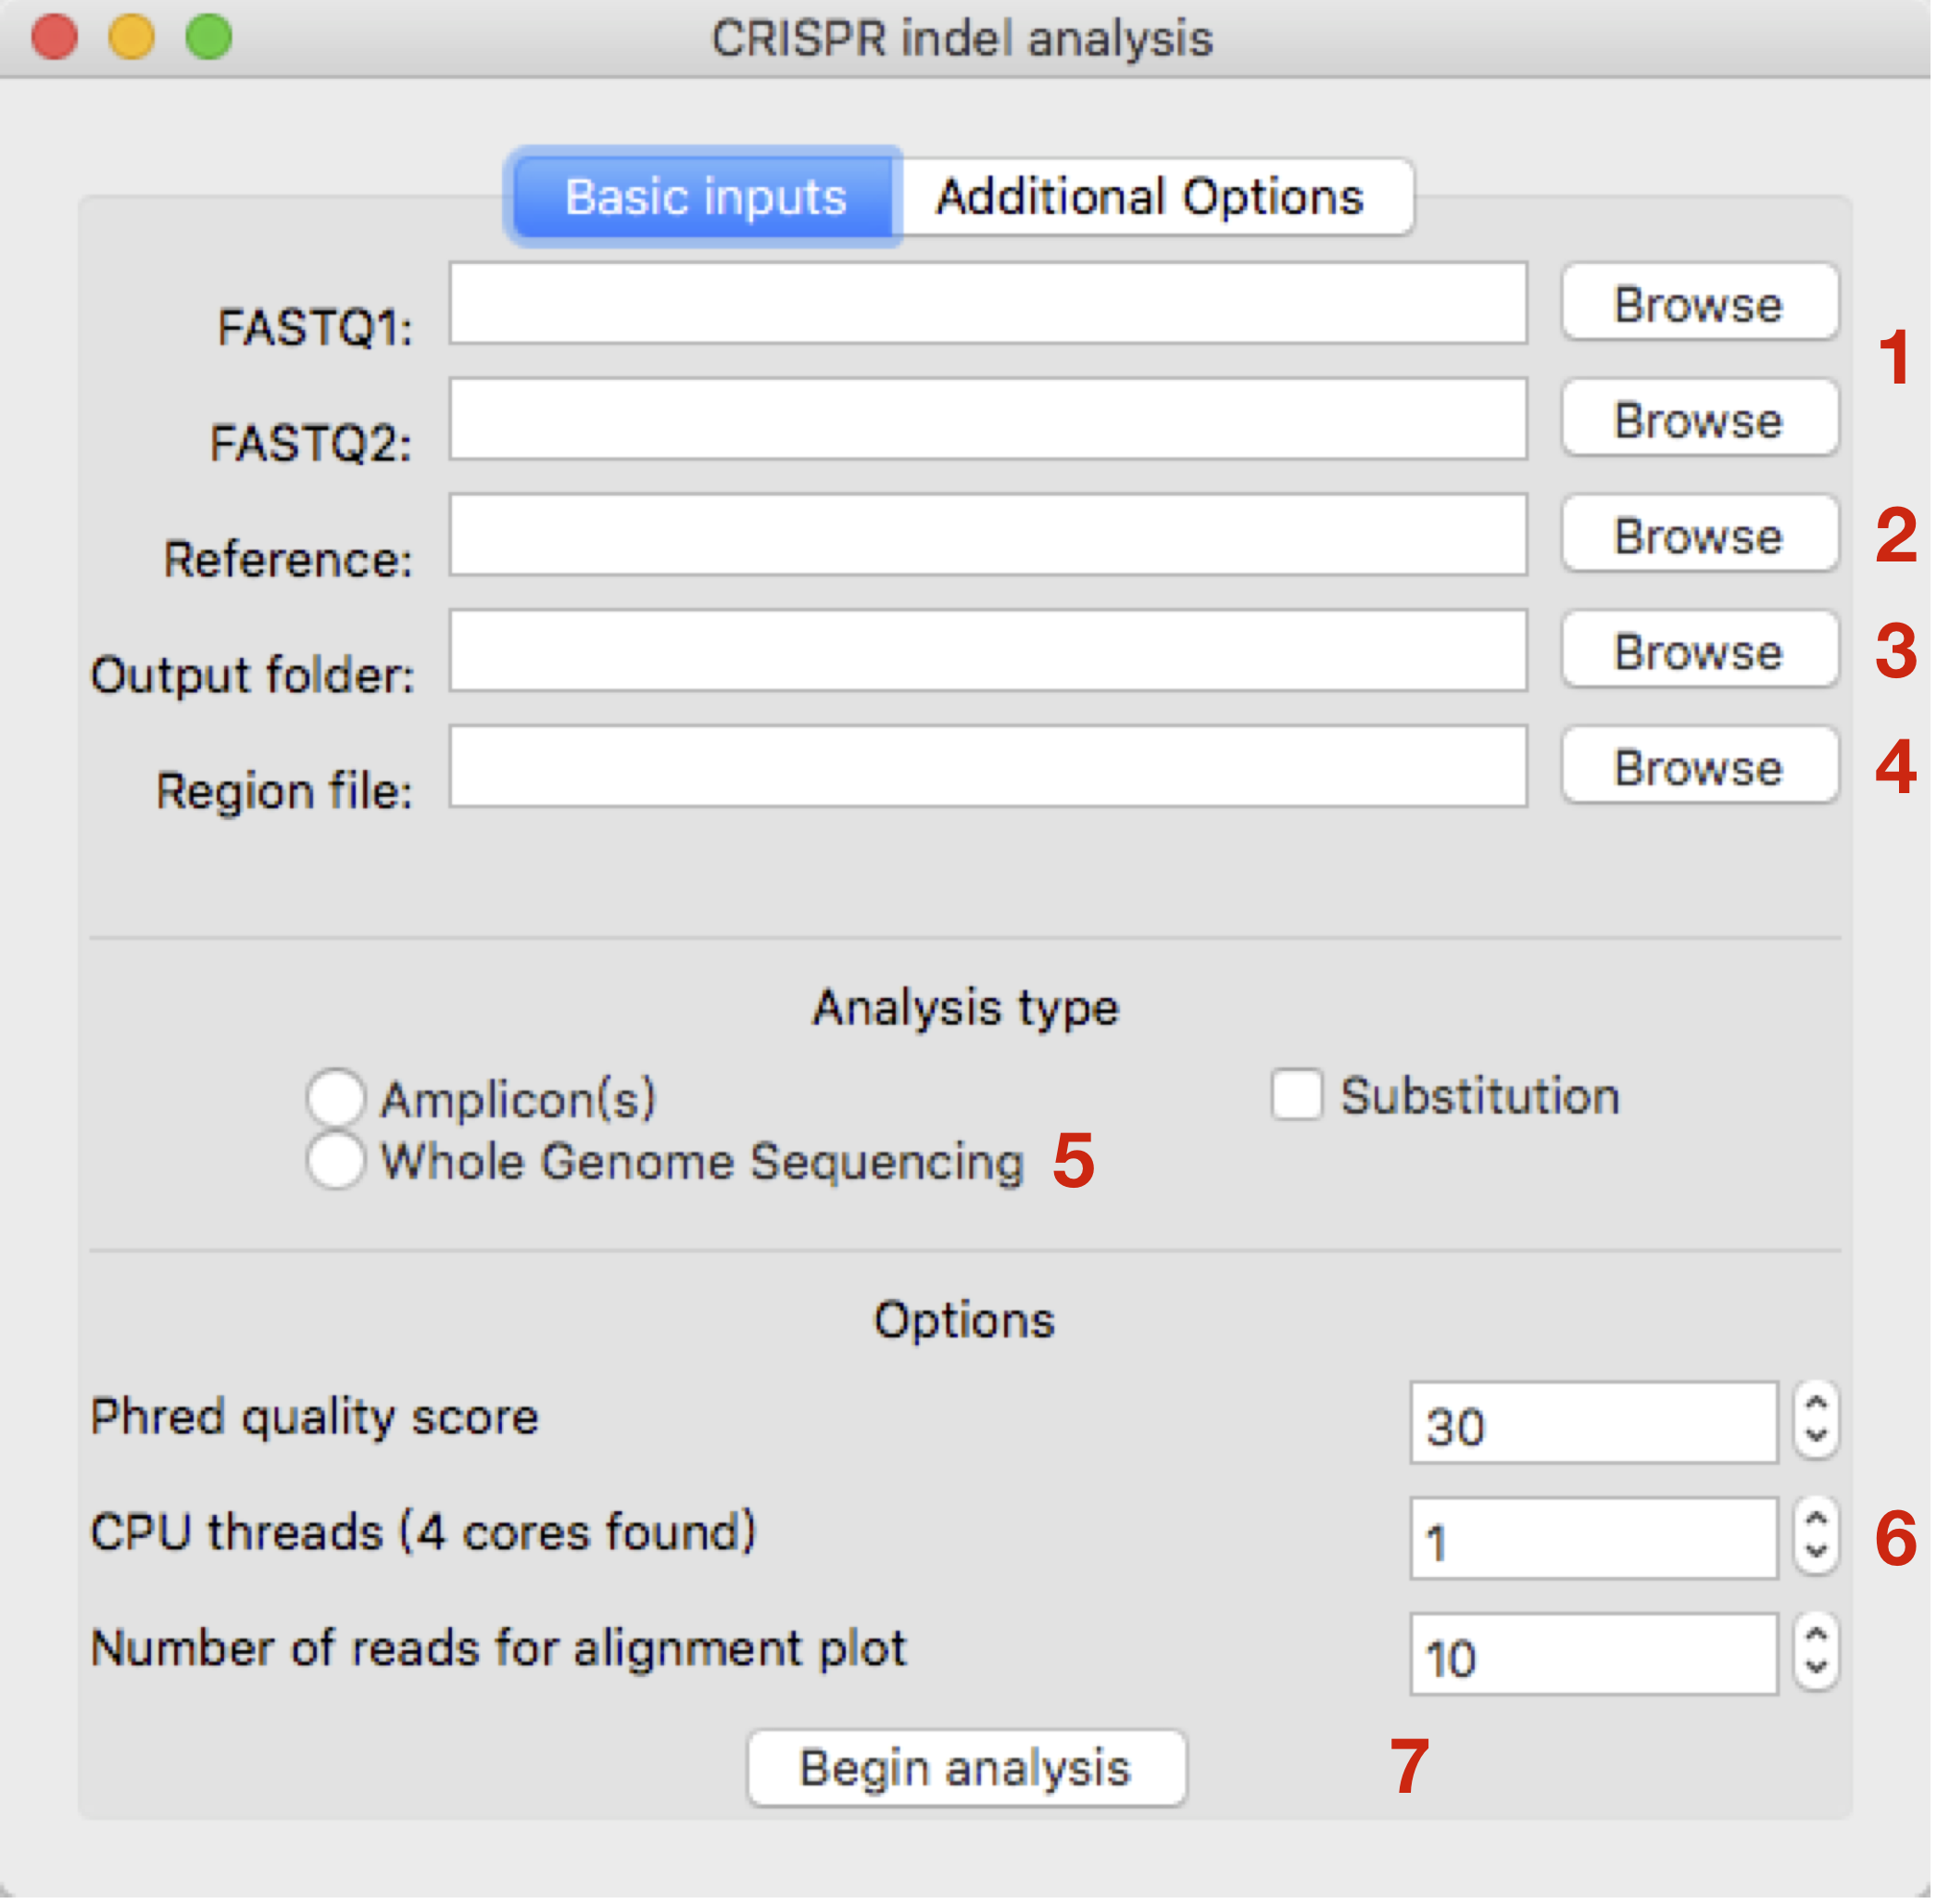 CRISPR indel analysis
Basic inputs Additional Options
FASTQ1: Browse
1
FASTQ2: Browse
Reference: Browse 2
Output folder: Browse 3
Region file: Browse 4
Analysis type
Amplicon(s) Substitution
Whole Genome Sequencing 5
Options
Phred quality score 30
CPU threads (4 cores found) 1 6
Number of reads for alignment plot 10
Begin analysis 7